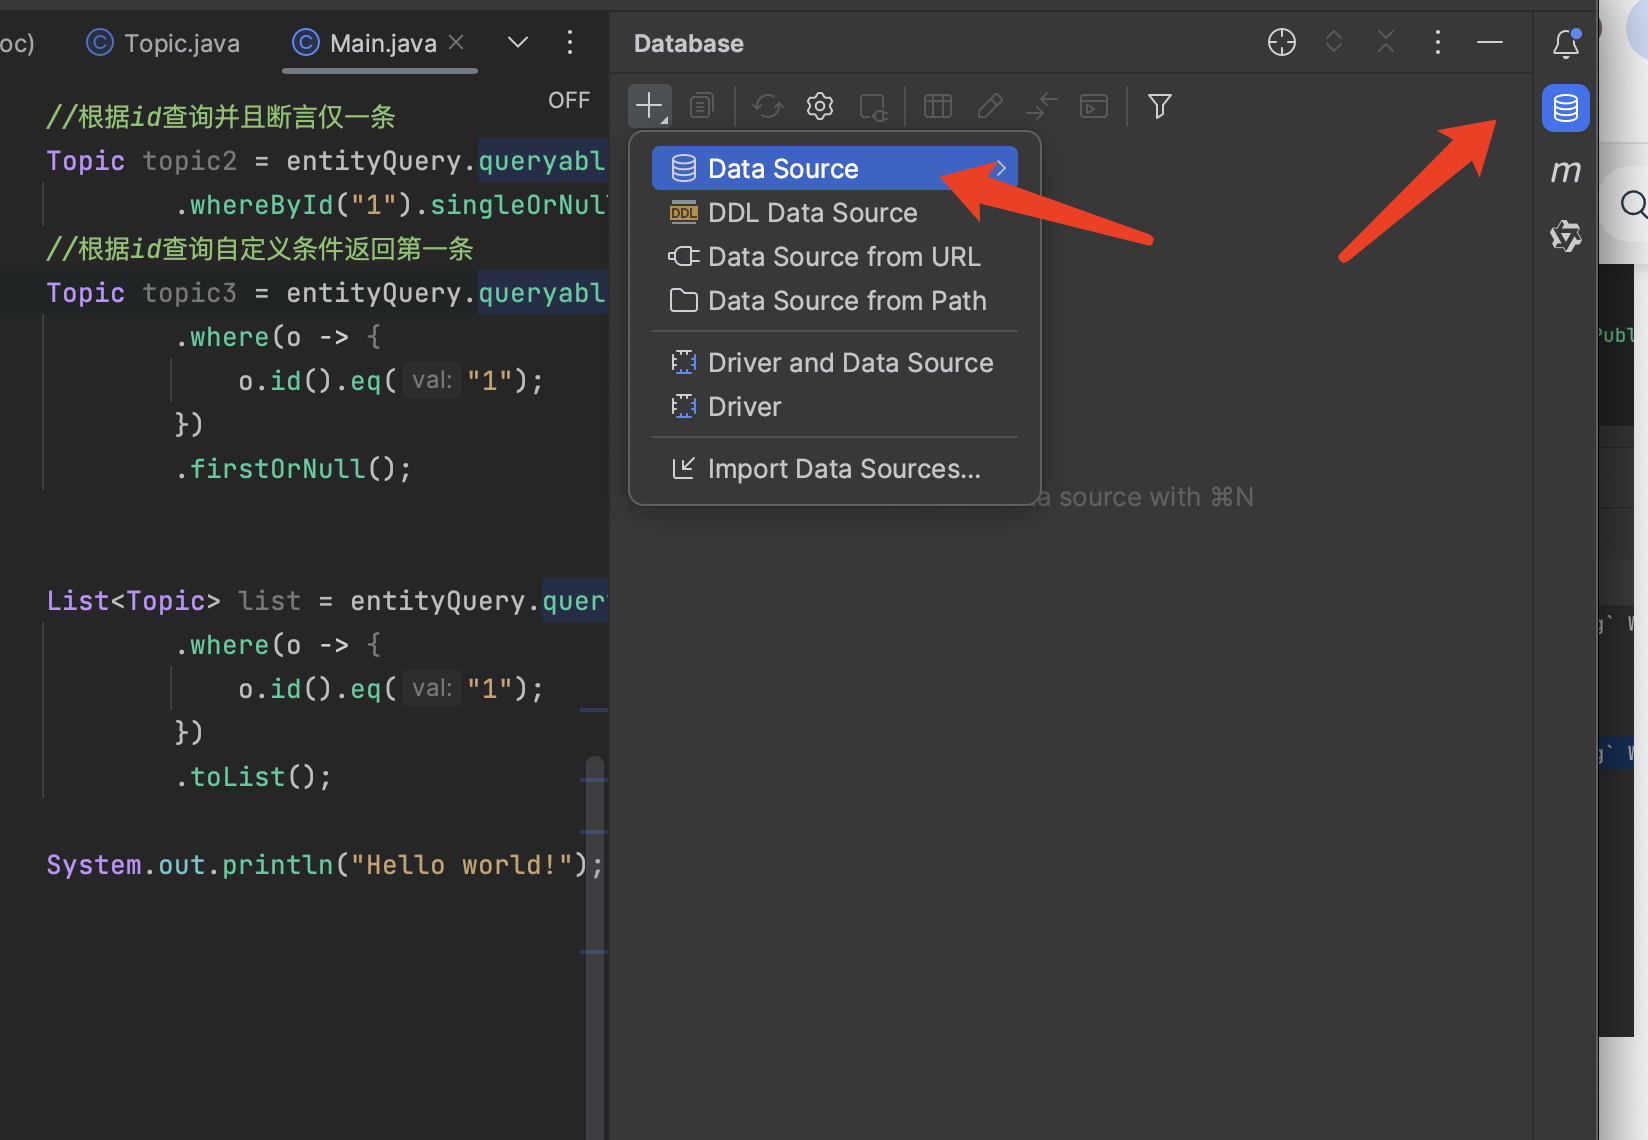 oc)
Topic.java
Main.java
OFF
//根据id查询并且断言仅一条
Topic topic2 = entityQuery.queryabl
.whereById("1").singleOrNul
//根据id查询自定义条件返回第一条
Topic topic3 = entityQuery.queryabl
.where(o -> {
o.id().eq( val: "1");
})
.firstOrNull();
List<Topic> list = entityQuery.quer
.where(o -> {
o.id().eq( val: "1");
})
.toList();
System.out.println("Hello world!");
Database
Data Source
DDL Data Source
Data Source from URL
Data Source from Path
Driver and Data Source
Driver
Import Data Sources...
a source with ⌘N
m
Publ
g` W
g` W